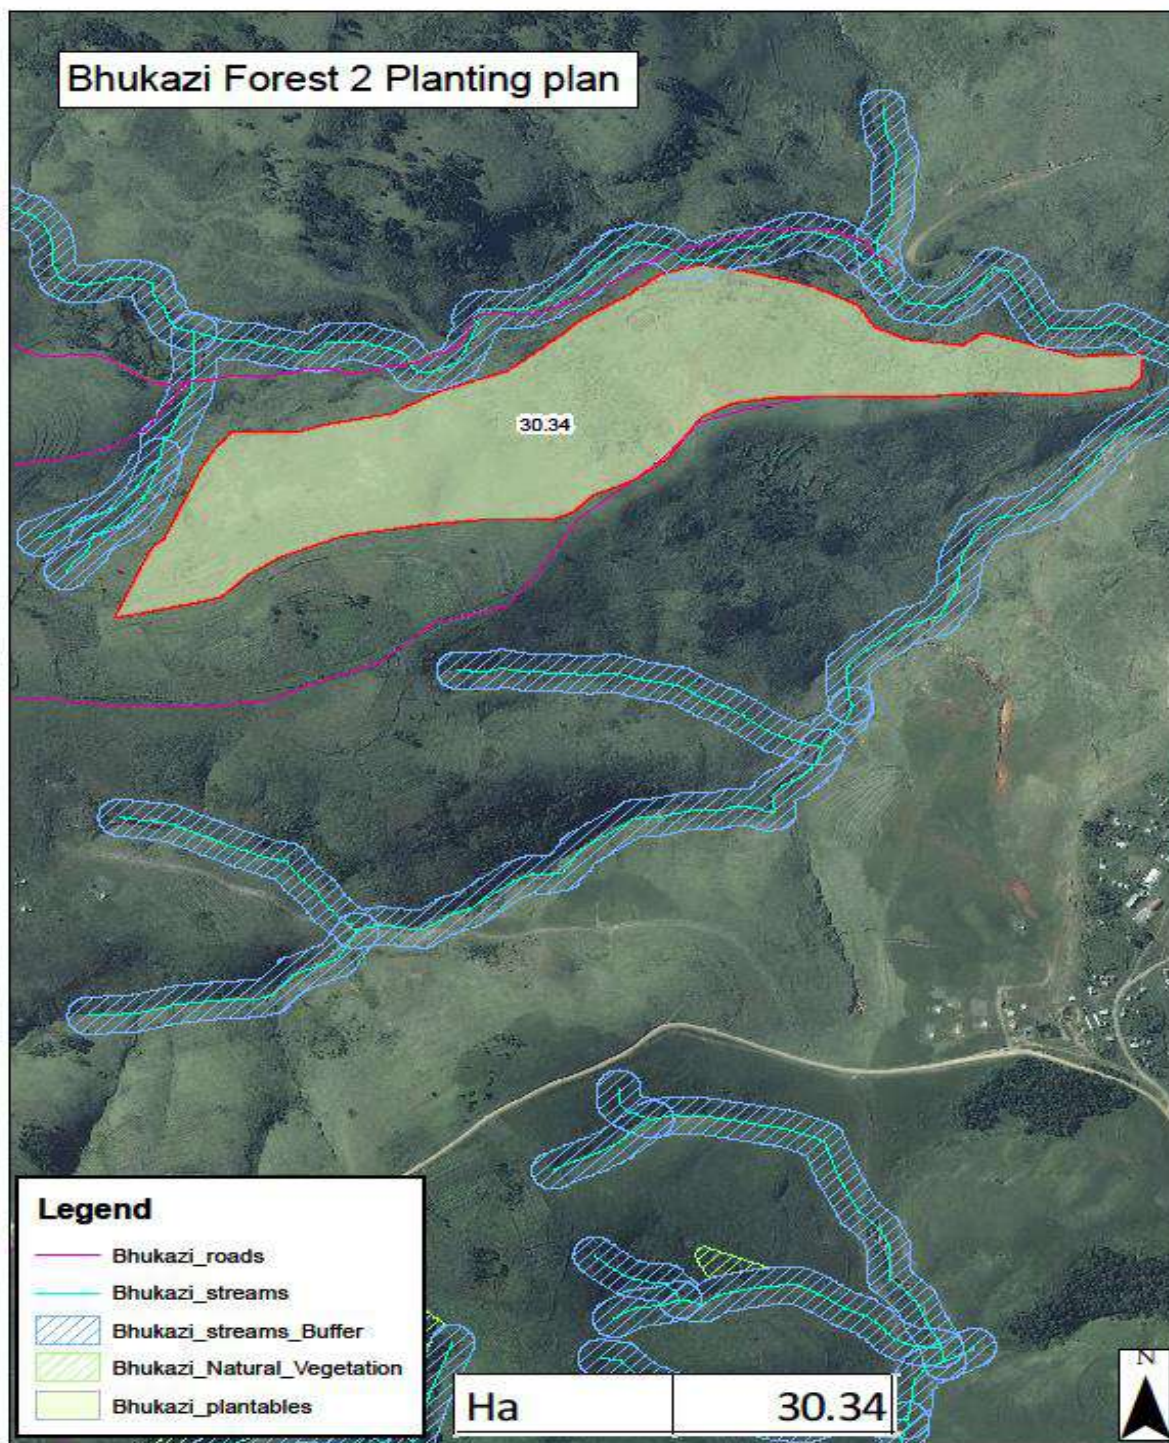 Bhukazi Forest 2 Planting plan
30.34
Legend
Bhukazi_roads
Bhukazi_streams
Bhukazi_streams_Buffer
Bhukazi_Natural_Vegetation
Bhukazi_plantables
Ha 30.34
N